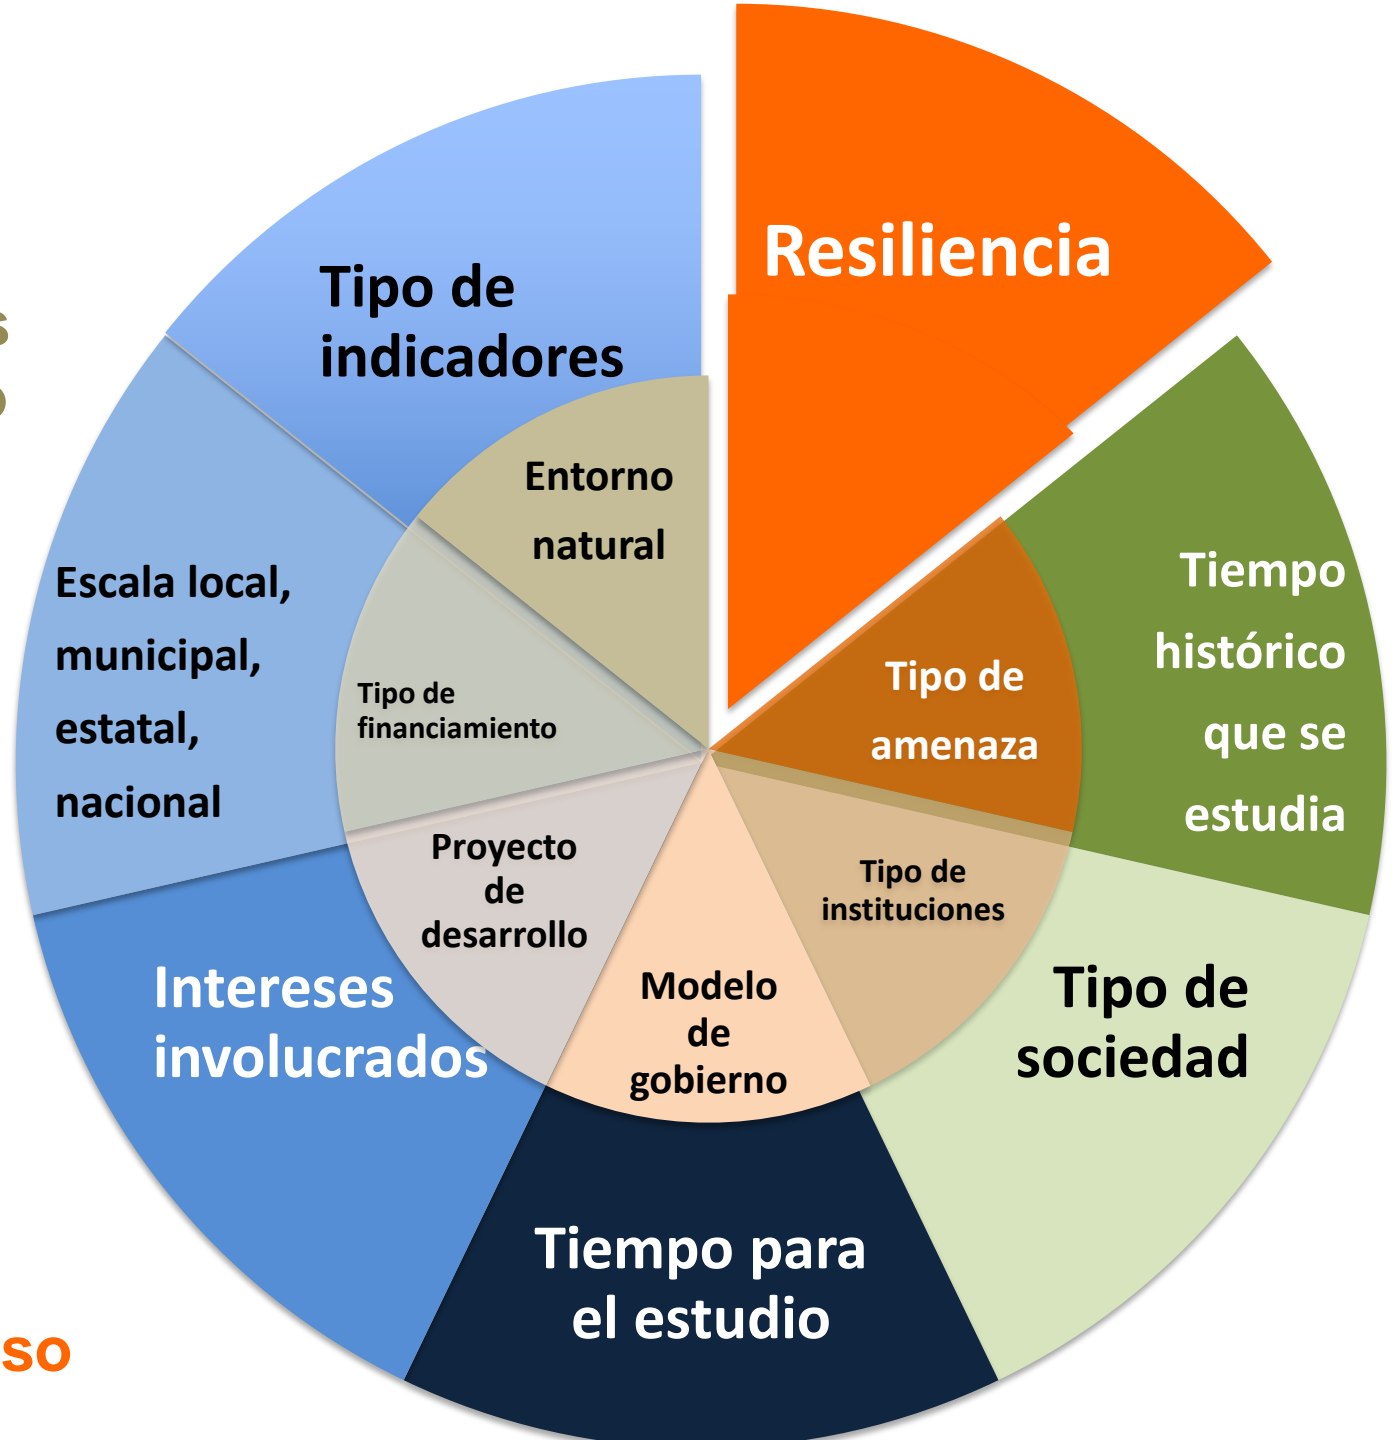 Resiliencia
Tipo de
indicadores
Entorno
natural
Tiempo
histórico
que se
estudia
Escala local,
municipal,
estatal,
nacional
Tipo de
amenaza
Tipo de
financiamiento
Proyecto
de
desarrollo
Tipo de
instituciones
Modelo
de
gobierno
Intereses
involucrados
Tipo de
sociedad
Tiempo para
el estudio
so